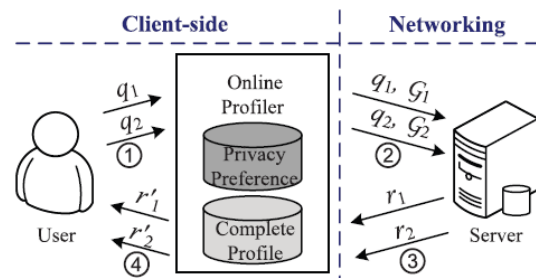 Client-side
Networking
Online
Profiler
Privacy
Preference
Complete
Profile
q1
q2
①
r′1
r′2
④
User
q1, G1
q2, G2
②
r1
r2
③
Server